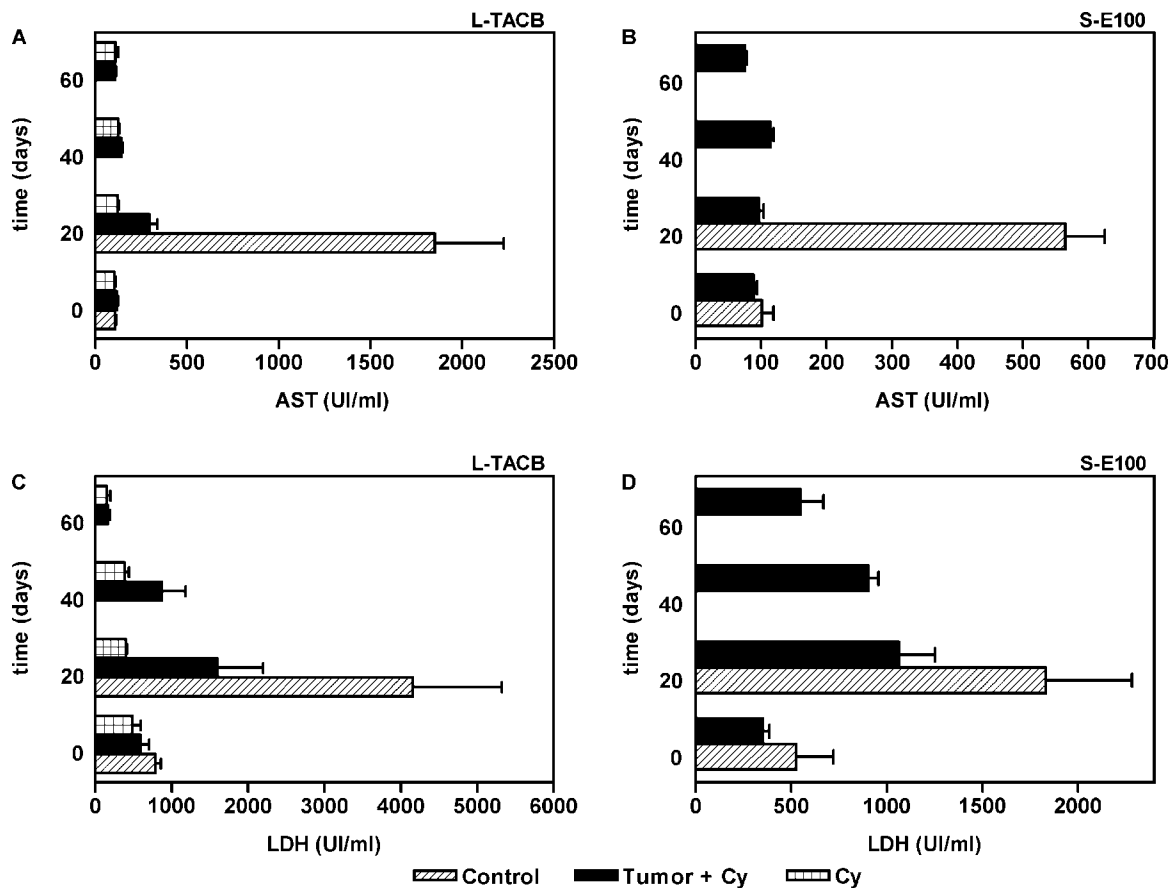 A L-TACB
60
40
20
0
time (days)
0 500 1000 1500 2000 2500
AST (UI/ml)
B S-E100
60
40
20
0
time (days)
0 100 200 300 400 500 600 700
AST (UI/ml)
C L-TACB
60
40
20
0
time (days)
0 1000 2000 3000 4000 5000 6000
LDH (UI/ml)
D S-E100
60
40
20
0
time (days)
0 500 1000 1500 2000
LDH (UI/ml)
Control Tumor + Cy Cy